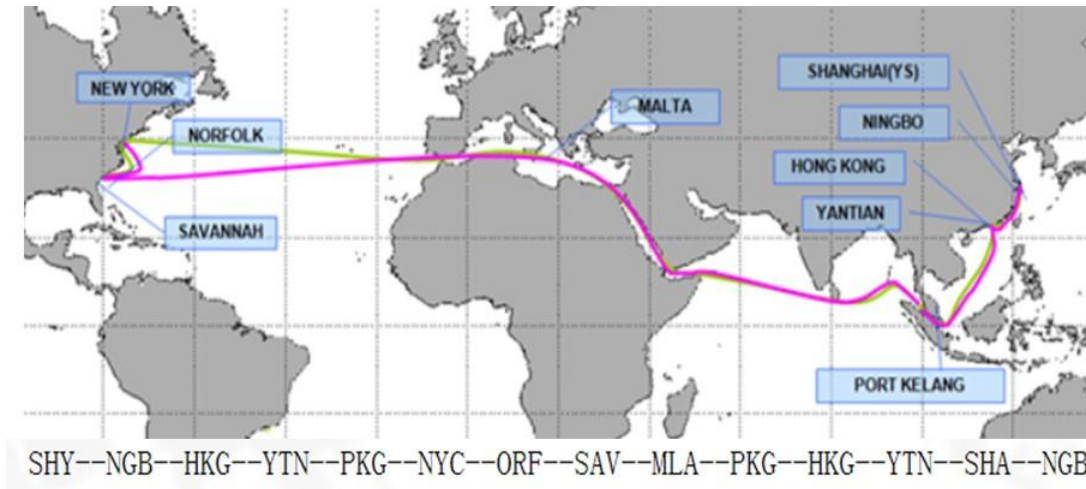 NEW YORK
NORFOLK
SAVANNAH
MALTA
SHANGHAI(YS)
NINGBO
HONG KONG
YANTIAN
PORT KELANG
SHY--NGB--HKG--YTN--PKG--NYC--ORF--SAV--MLA--PKG--HKG--YTN--SHA--NGB